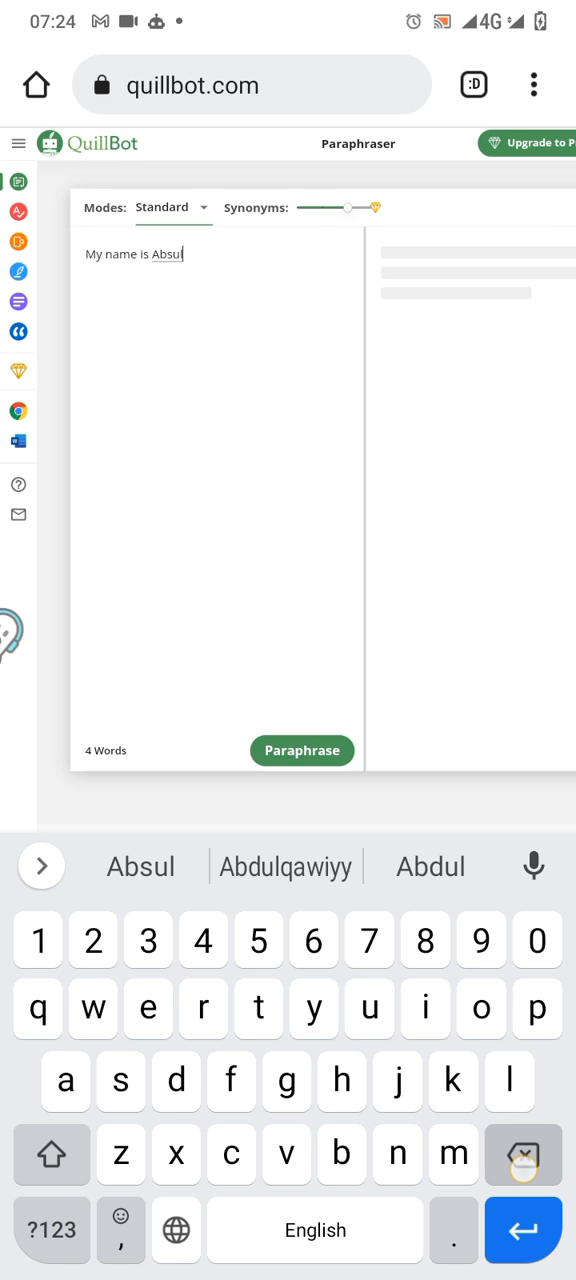 07:24
4G
:D
quillbot.com
QuillBot
Paraphraser
Upgrade to P
Modes: Standard
Synonyms:
My name is Absul
4 Words
Paraphrase
Absul
Abdulqawiyy
Abdul
1 2 3 4 5 6 7 8 9 0
q w e r t y u i o p
a s d f g h j k l
z x c v b n m
?123
,
English
.